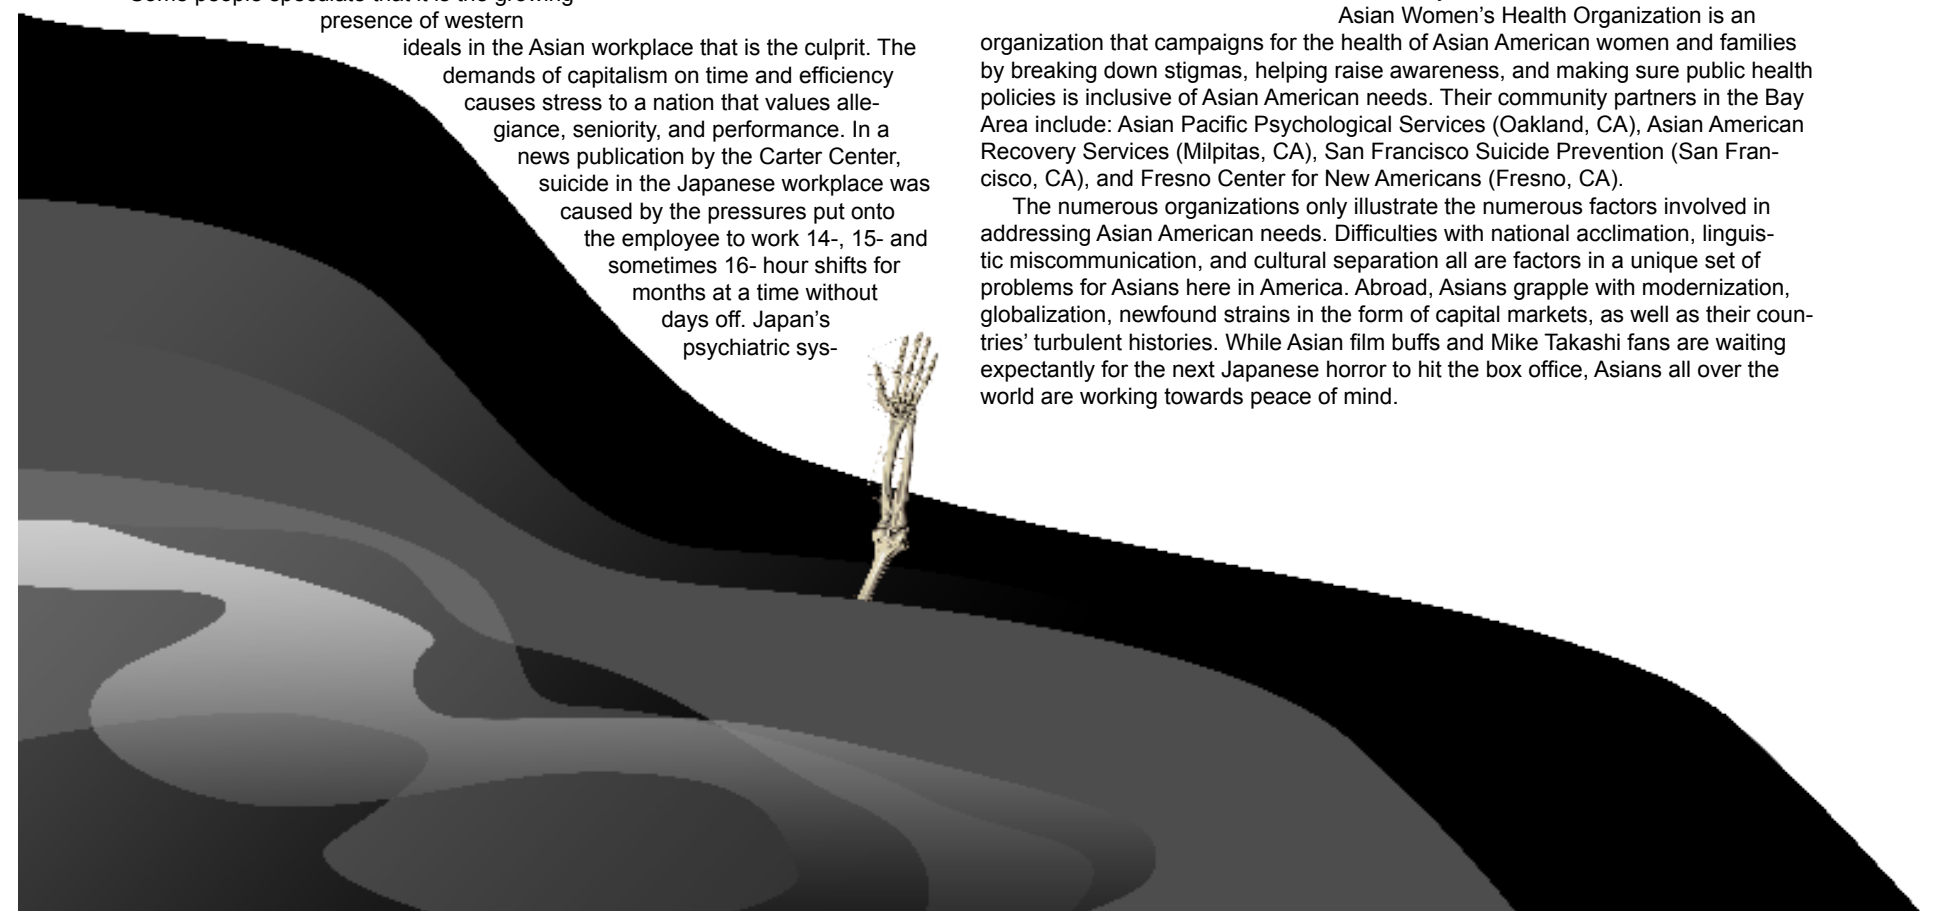 Some people speculate that it is the growing
presence of western
ideals in the Asian workplace that is the culprit. The
demands of capitalism on time and efficiency
causes stress to a nation that values alle-
giance, seniority, and performance. In a
news publication by the Carter Center,
suicide in the Japanese workplace was
caused by the pressures put onto
the employee to work 14-, 15- and
sometimes 16- hour shifts for
months at a time without
days off. Japan’s
psychiatric sys-
Asian Women’s Health Organization is an
organization that campaigns for the health of Asian American women and families
by breaking down stigmas, helping raise awareness, and making sure public health
policies is inclusive of Asian American needs. Their community partners in the Bay
Area include: Asian Pacific Psychological Services (Oakland, CA), Asian American
Recovery Services (Milpitas, CA), San Francisco Suicide Prevention (San Fran-
cisco, CA), and Fresno Center for New Americans (Fresno, CA).
The numerous organizations only illustrate the numerous factors involved in
addressing Asian American needs. Difficulties with national acclimation, linguis-
tic miscommunication, and cultural separation all are factors in a unique set of
problems for Asians here in America. Abroad, Asians grapple with modernization,
globalization, newfound strains in the form of capital markets, as well as their coun-
tries’ turbulent histories. While Asian film buffs and Mike Takashi fans are waiting
expectantly for the next Japanese horror to hit the box office, Asians all over the
world are working towards peace of mind.